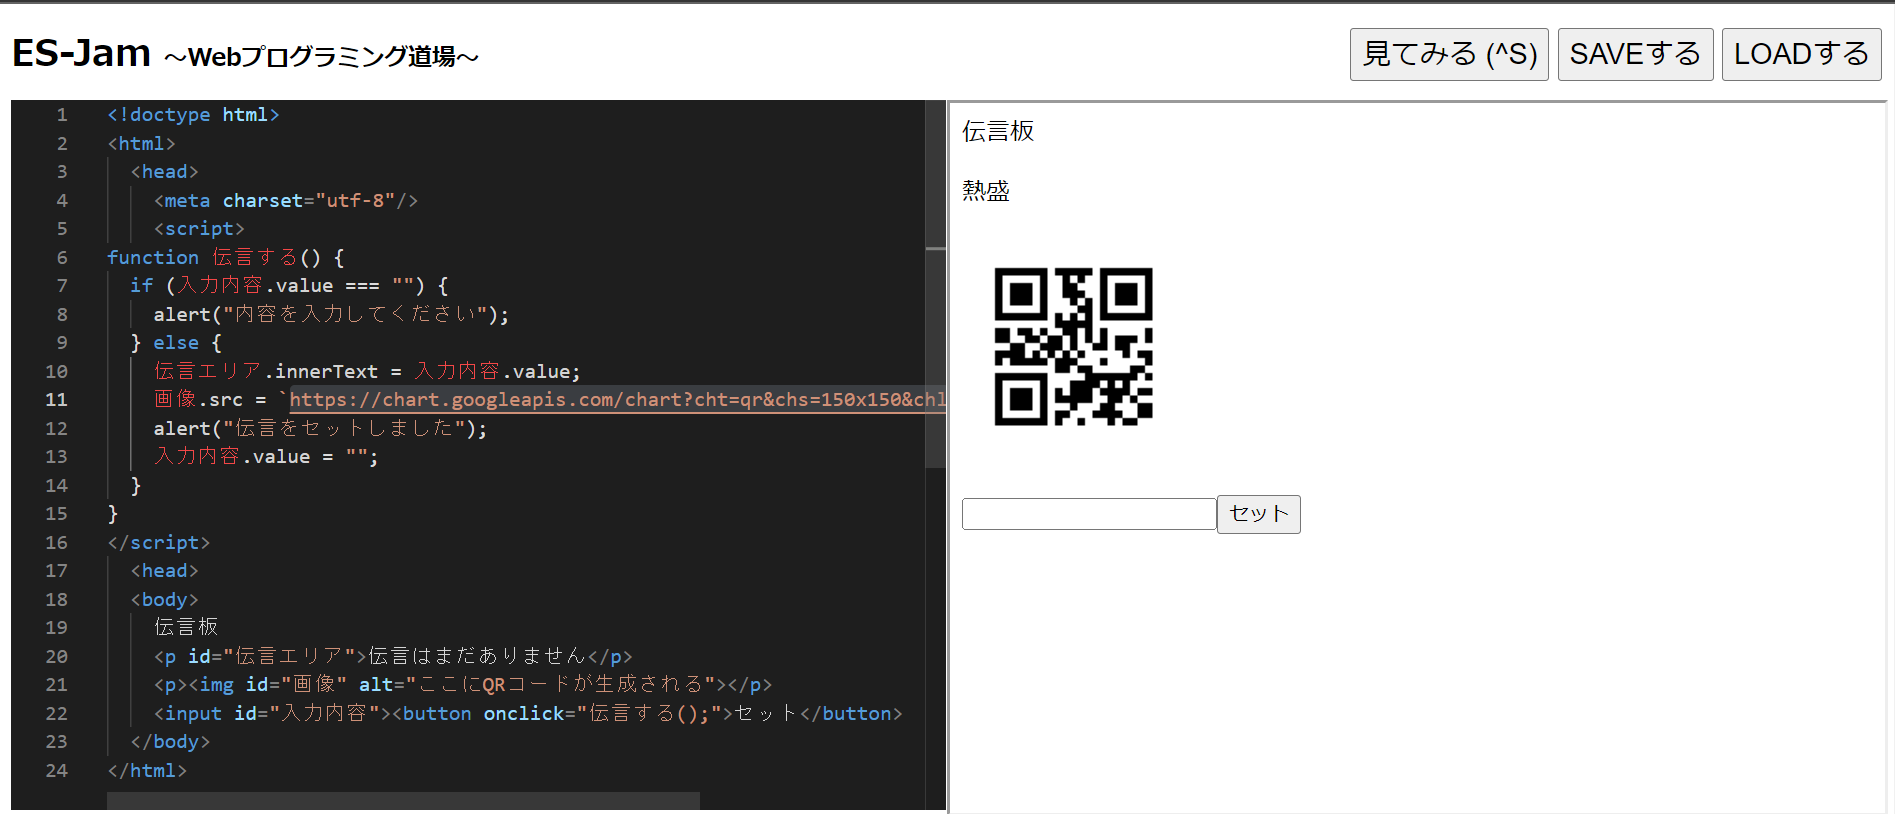 ES-Jam ～Webプログラミング道場～
見てみる (^S) SAVEする LOADする
1 <!doctype html>
2 <html>
3 <head>
4 <meta charset="utf-8"/>
5 <script>
6 function 伝言する() {
7 if (入力内容.value === "") {
8 alert("内容を入力してください");
9 } else {
10 伝言エリア.innerText = 入力内容.value;
11 画像.src = `https://chart.googleapis.com/chart?cht=qr&chs=150x150&chl
12 alert("伝言をセットしました");
13 入力内容.value = "";
14 }
15 }
16 </script>
17 <head>
18 <body>
19 伝言板
20 <p id="伝言エリア">伝言はまだありません</p>
21 <p><img id="画像" alt="ここにQRコードが生成される"></p>
22 <input id="入力内容"><button onclick="伝言する();">セット</button>
23 </body>
24 </html>
伝言板
熱盛
セット